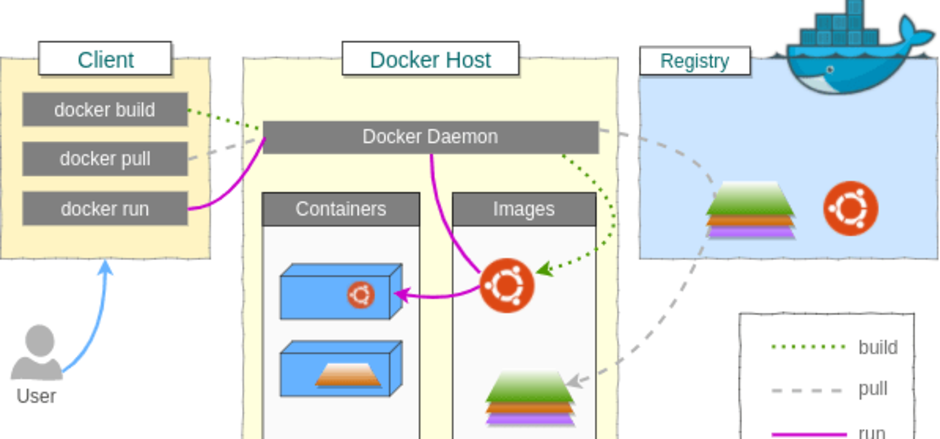 Client
Docker Host
Registry
docker build
docker pull
docker run
Docker Daemon
Containers
Images
User
build
pull
run